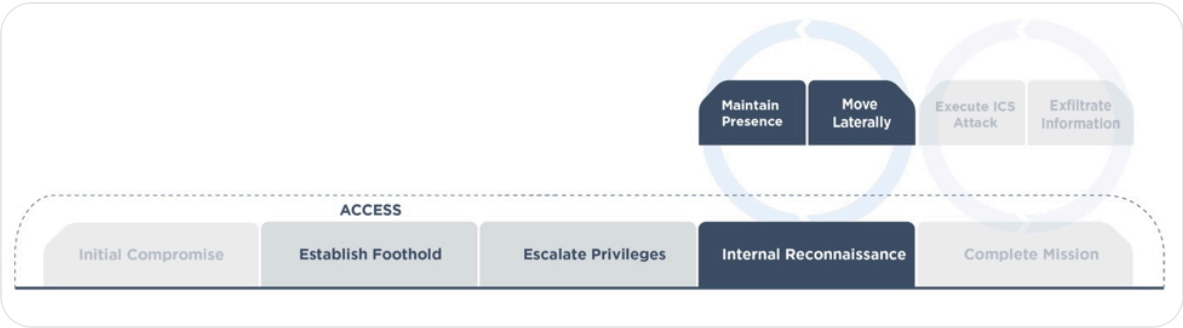 Maintain
Presence
Move
Laterally
Execute ICS
Attack
Exfiltrate
Information
ACCESS
Initial Compromise
Establish Foothold
Escalate Privileges
Internal Reconnaissance
Complete Mission